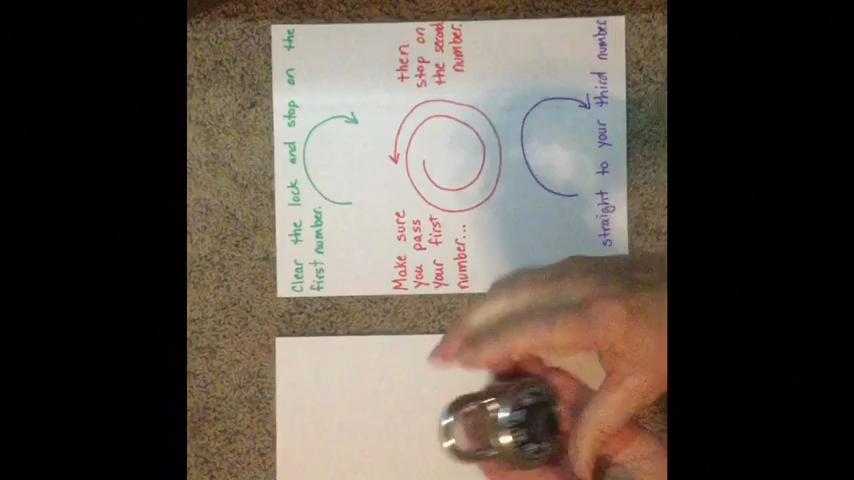 Clear the lock and stop on the
first number.
Make sure
you pass
your first
number...
then
stop on
the second
number.
straight to your third number